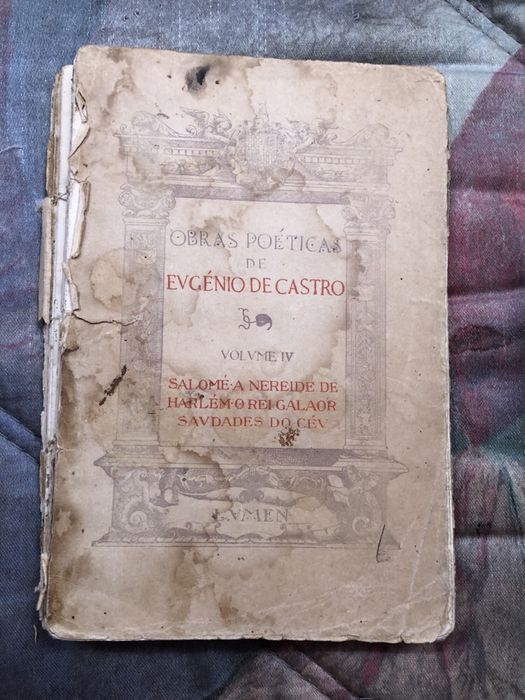 OBRAS POÉTICAS
DE
EVGÉNIO DE CASTRO
VOLVME IV
SALOMÉ·A NEREIDE DE
HARLÉM·O REI GALAOR
SAVDADES DO CÉV
LVMEN